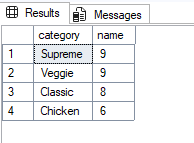 Results Messages
category name
1 Supreme 9
2 Veggie 9
3 Classic 8
4 Chicken 6